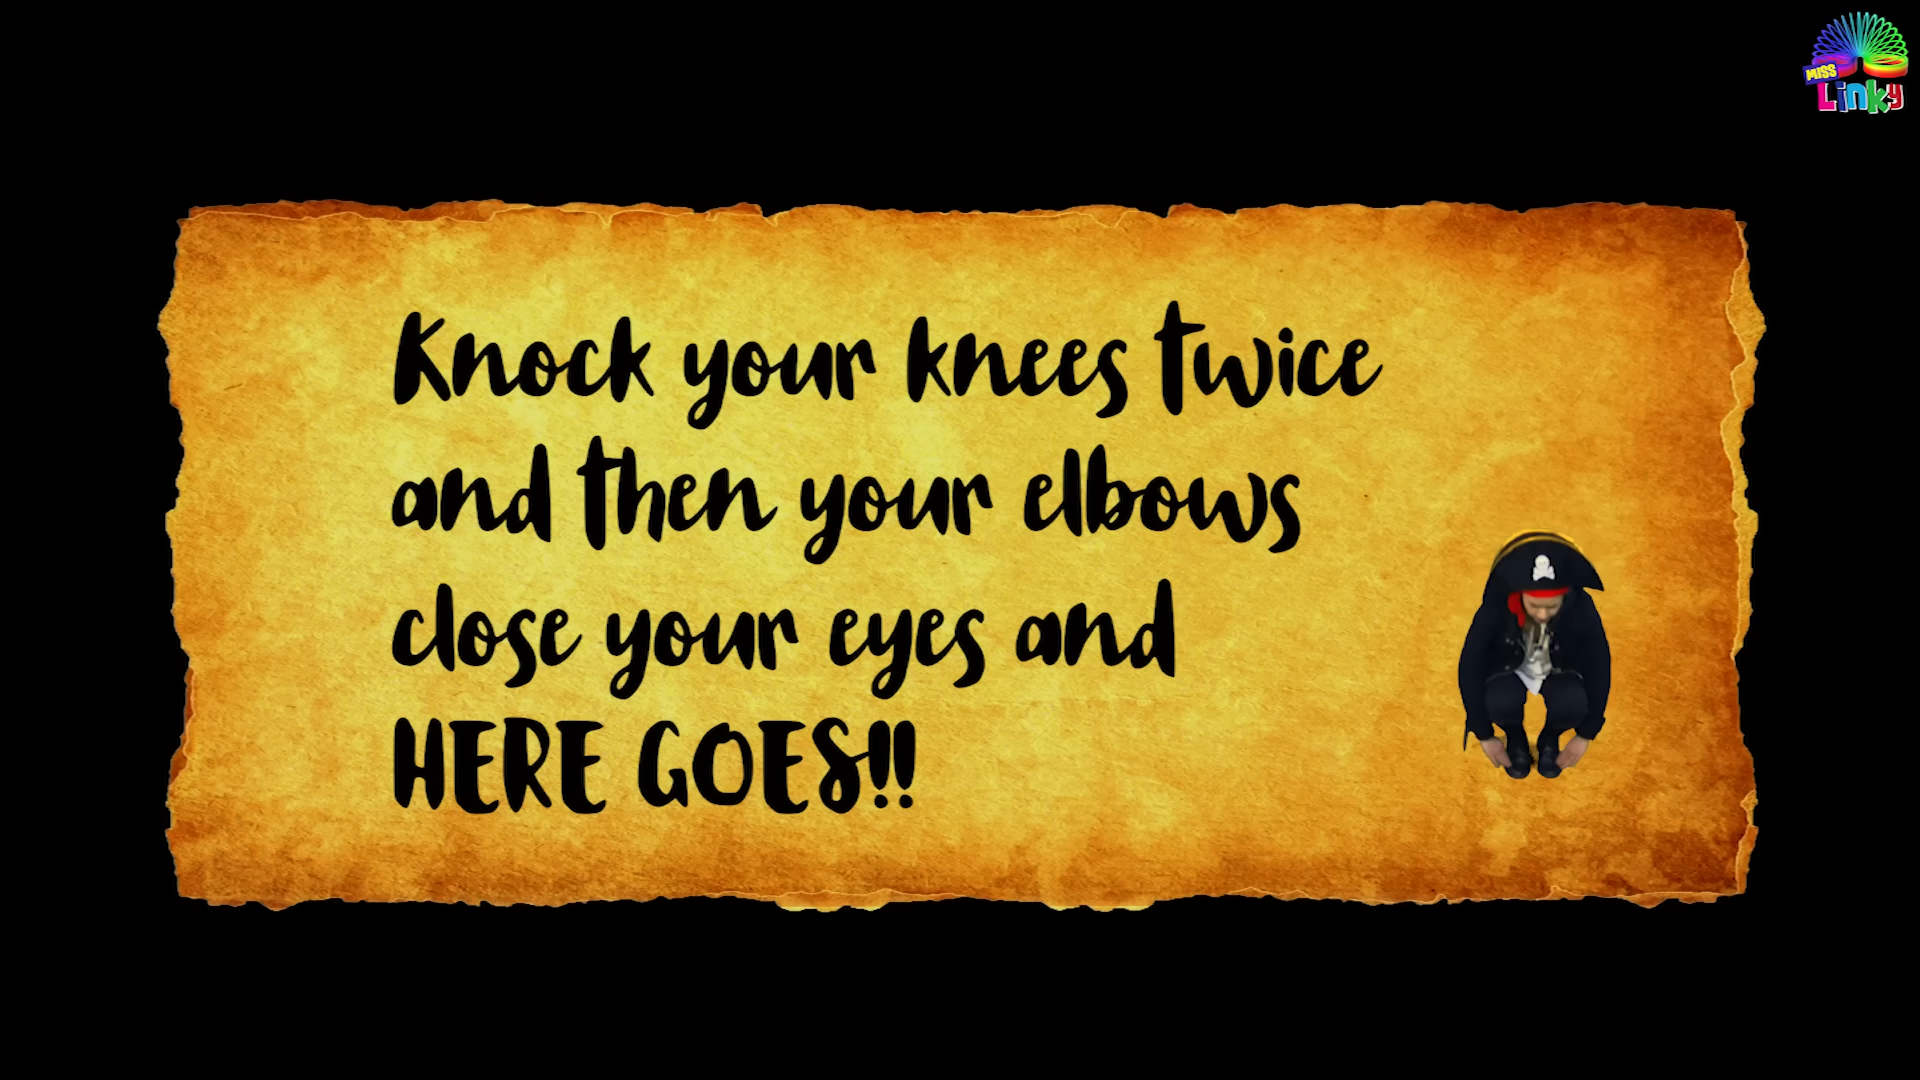 MISS
Linky
Knock your knees twice
and then your elbows
close your eyes and
HERE GOES!!